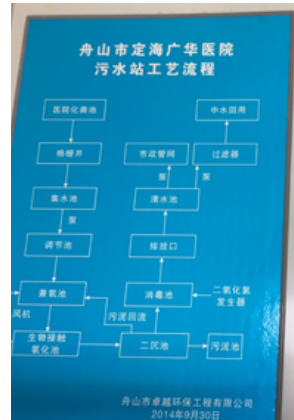 舟山市定海广华医院
污水站工艺流程
医院化粪池
中水回用
格栅井
市政管网
过滤器
泵
泵
集水池
清水池
泵
调节池
排放口
兼氧池
消毒池
二氧化氯
发生器
风机
污泥回流
生物接触
氧化池
二沉池
污泥池
舟山市卓越环保工程有限公司
2014年9月30日